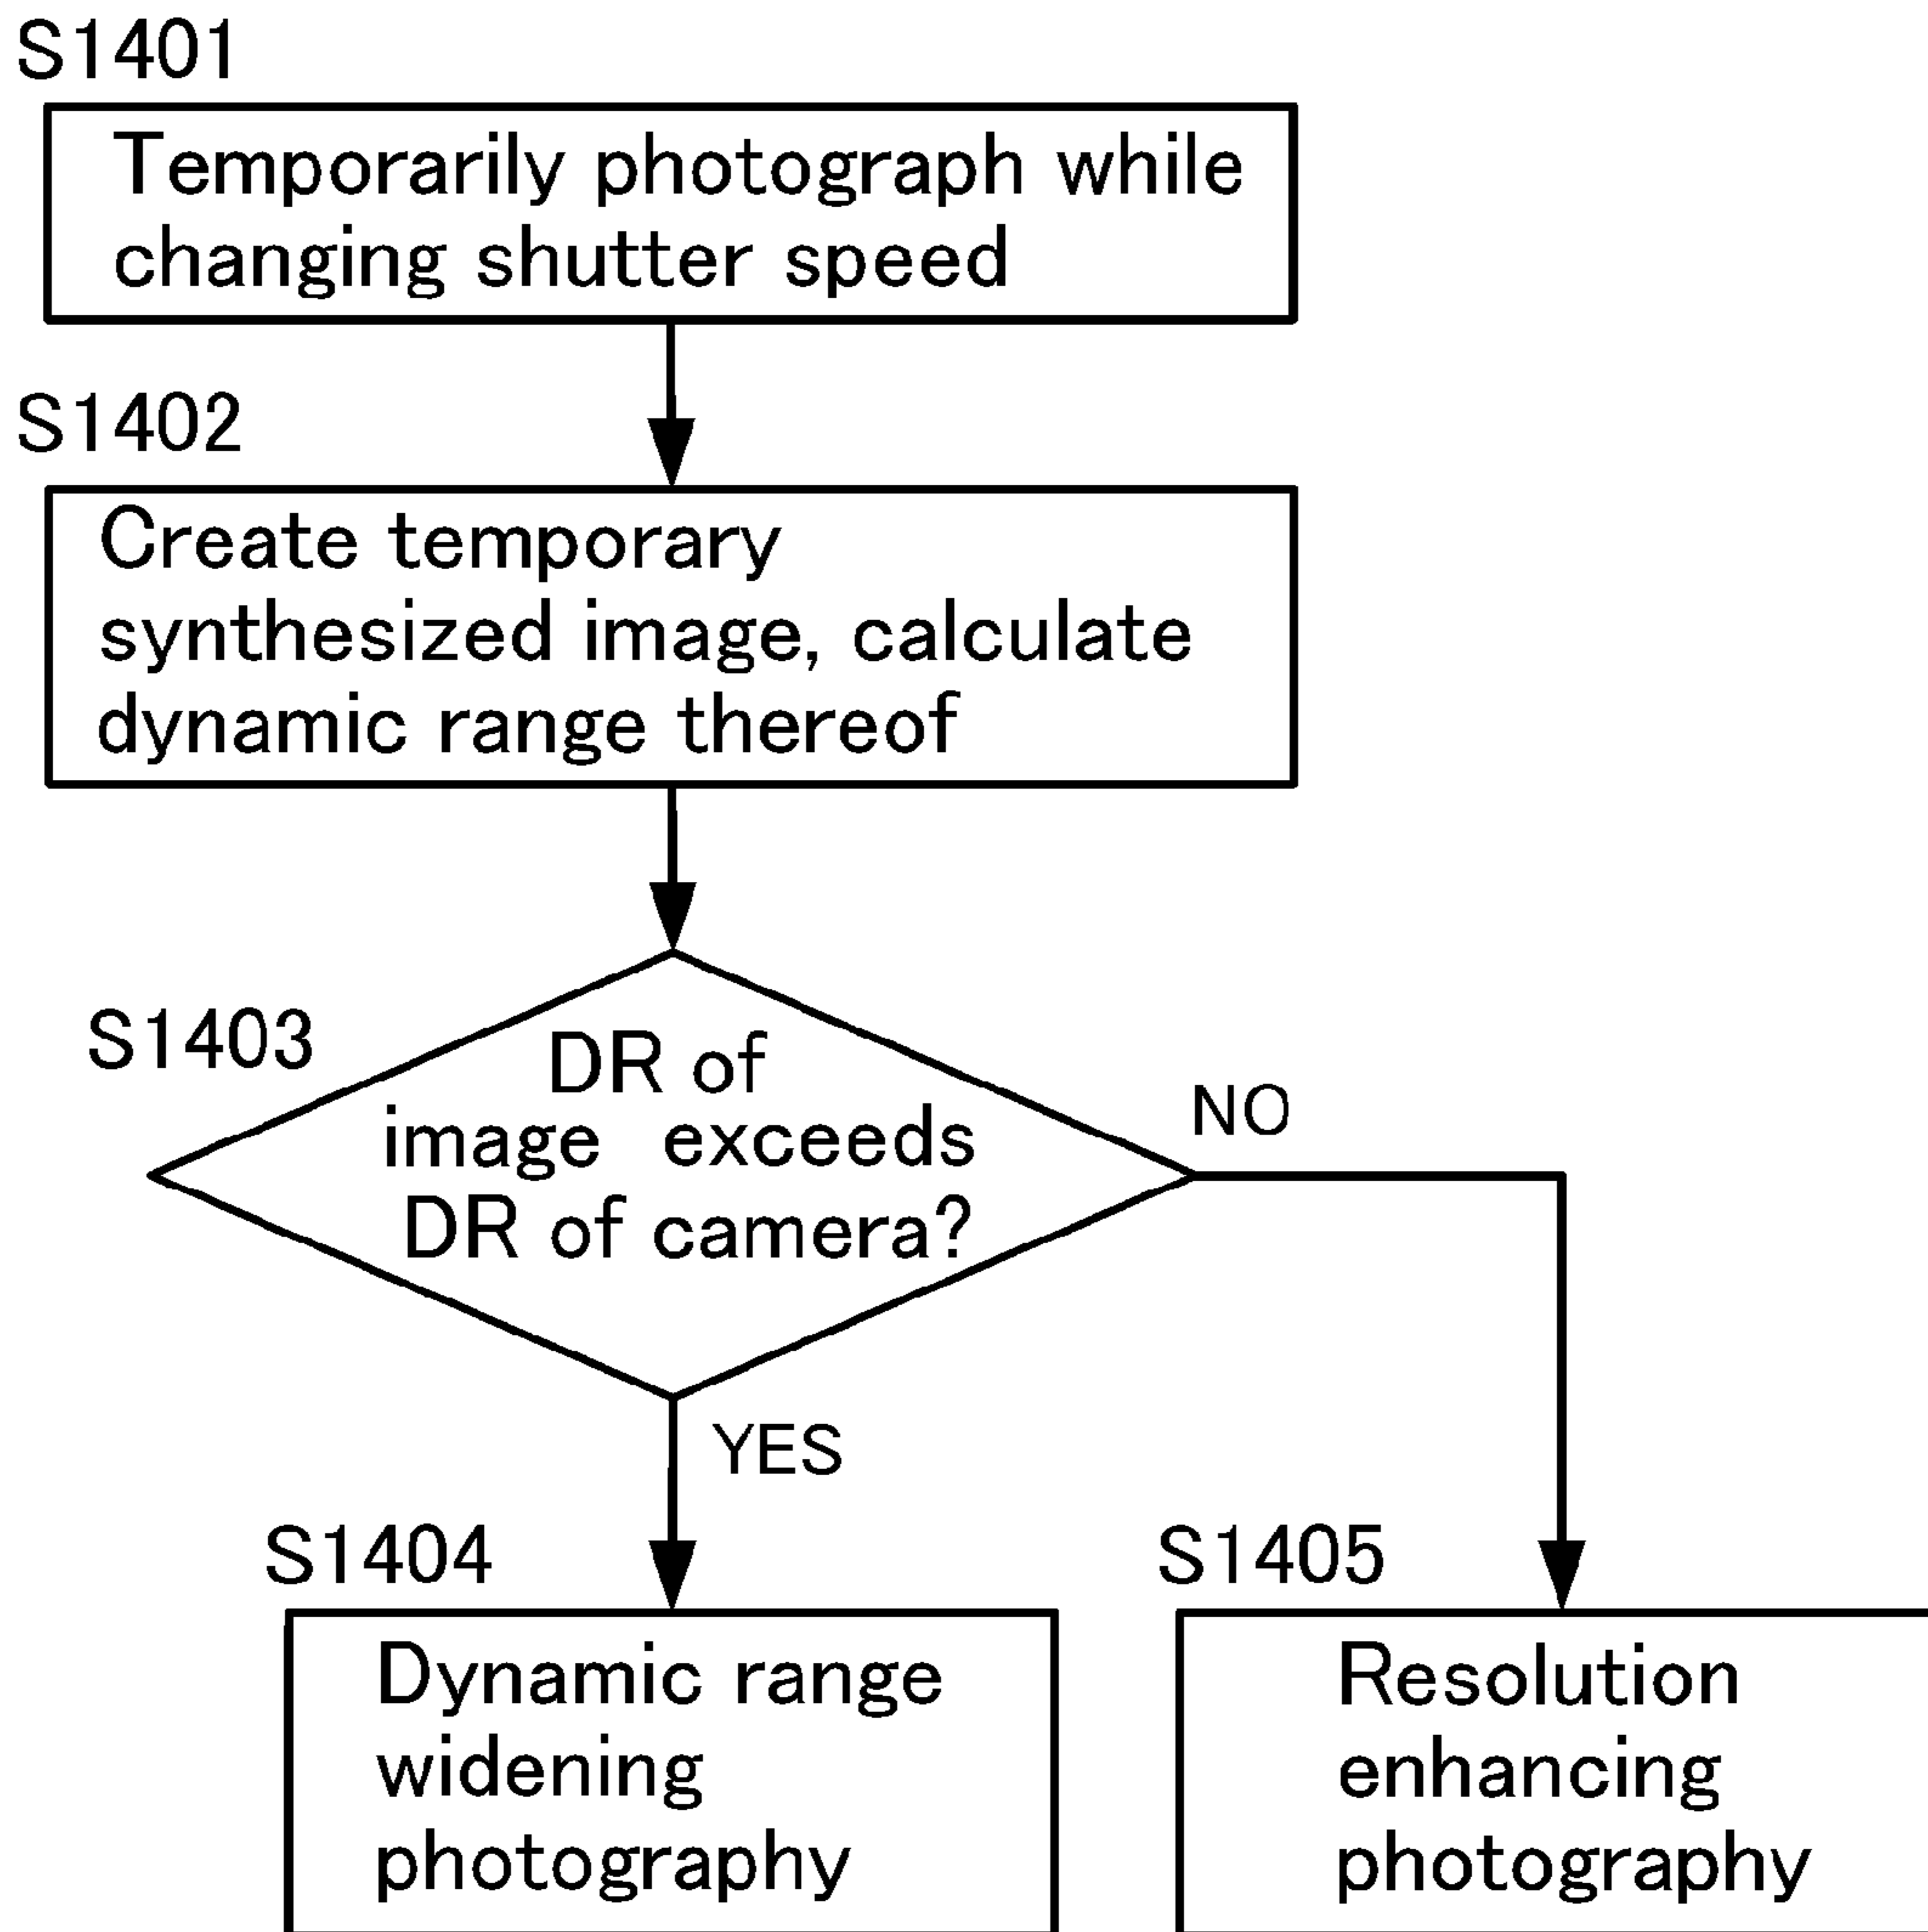 S1401
Temporarily photograph while
changing shutter speed
S1402
Create temporary
synthesized image, calculate
dynamic range thereof
S1403
DR of
image exceeds
DR of camera?
NO
YES
S1404
Dynamic range
widening
photography
S1405
Resolution
enhancing
photography